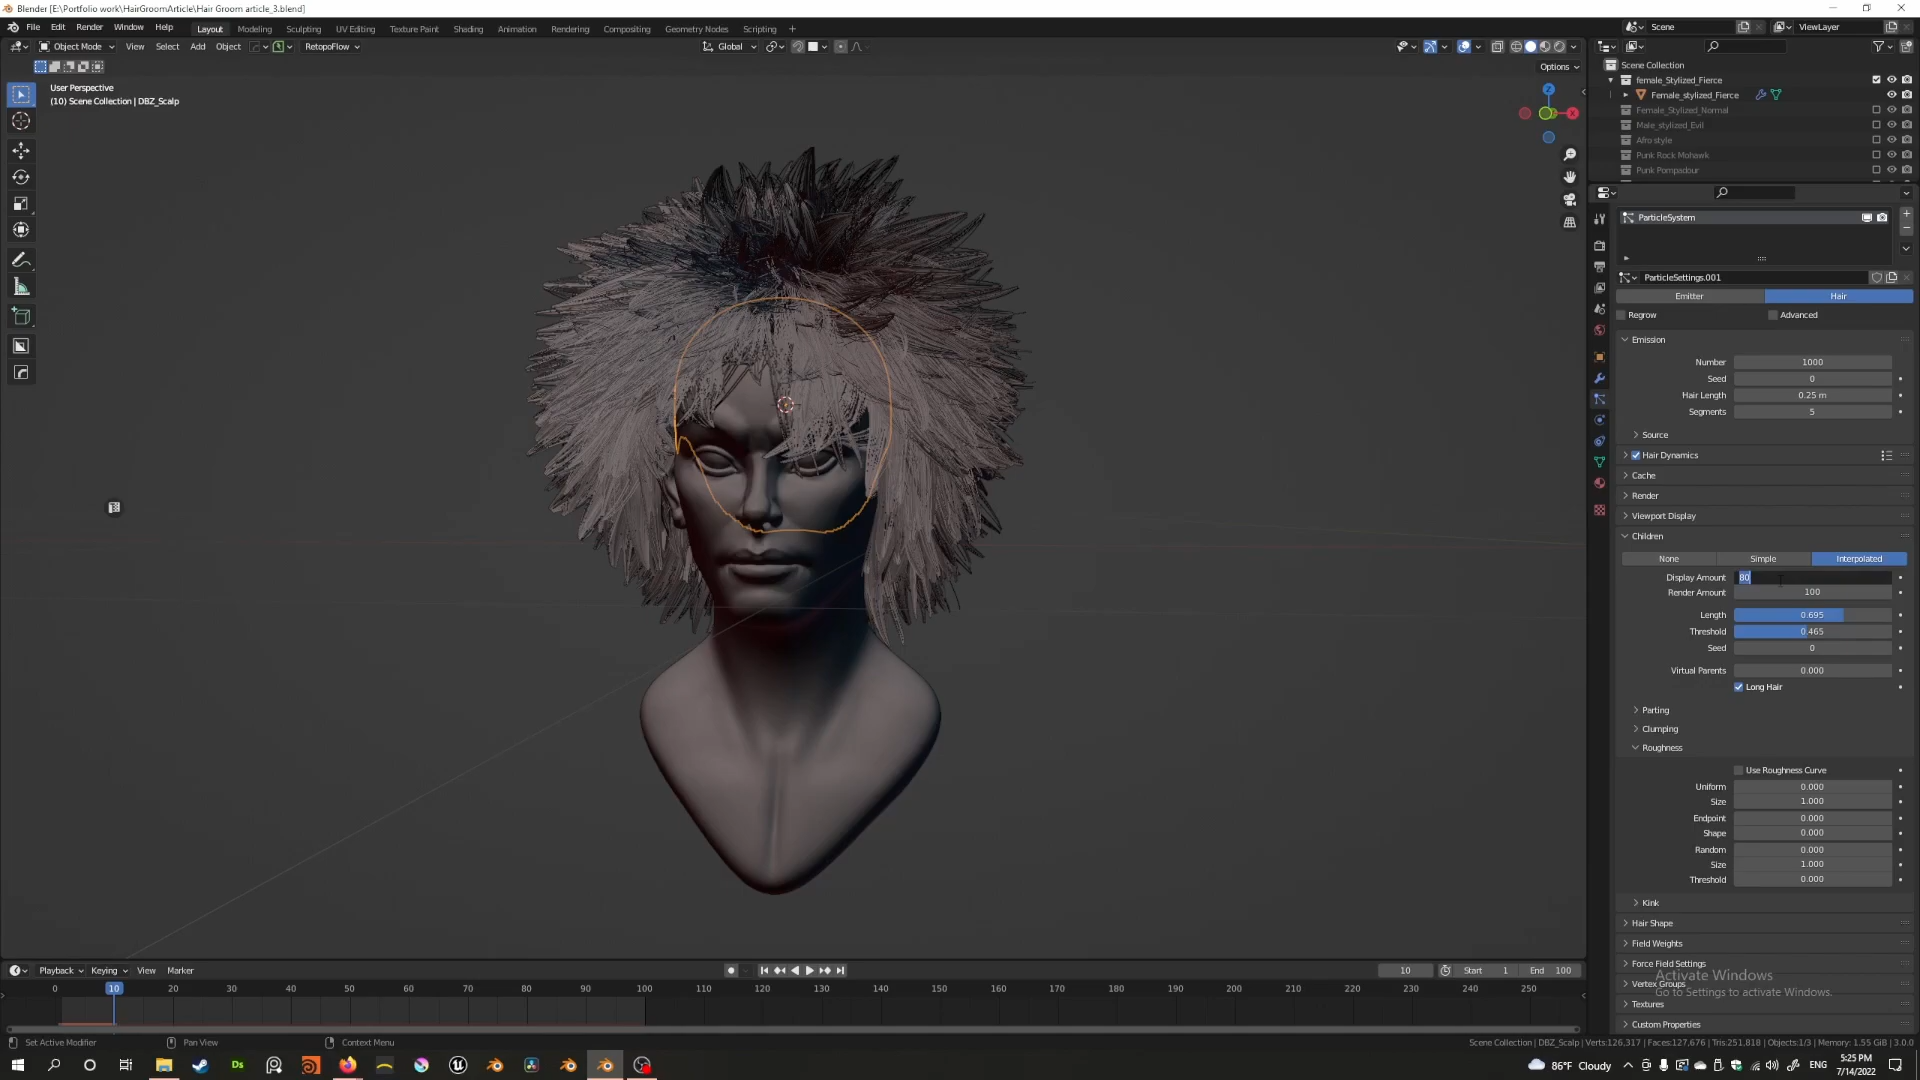 Blender [E:\Portfolio work\HairGroomArticle\Hair Groom article_3.blend]
File Edit Render Window Help Layout Modeling Sculpting UV Editing Texture Paint Shading Animation Rendering Compositing Geometry Nodes Scripting + Scene ViewLayer
Object Mode View Select Add Object RetopoFlow Global
Options
User Perspective
(10) Scene Collection | DBZ_Scalp
Z
X
Scene Collection
female_Stylized_Fierce
Female_stylized_Fierce
Female_Stylized_Normal
Male_stylized_Evil
Afro style
Punk Rock Mohawk
Punk Pompadour
ParticleSystem
ParticleSettings.001
Emitter Hair
Regrow Advanced
Emission
Number 1000
Seed 0
Hair Length 0.25 m
Segments 5
Source
Hair Dynamics
Cache
Render
Viewport Display
Children
None Simple Interpolated
Display Amount 80
Render Amount 100
Length 0.695
Threshold 0.465
Seed 0
Virtual Parents 0.000
Long Hair
Parting
Clumping
Roughness
Use Roughness Curve
Uniform 0.000
Size 1.000
Endpoint 0.000
Shape 0.000
Random 0.000
Size 1.000
Threshold 0.000
Kink
Hair Shape
Field Weights
Force Field Settings
Activate Windows
Vertex Groups
Go to Settings to activate Windows.
Textures
Custom Properties
Playback Keying View Marker 10 Start 1 End 100
0 10 20 30 40 50 60 70 80 90 100 110 120 130 140 150 160 170 180 190 200 210 220 230 240 250
Set Active Modifier Pan View Context Menu
Scene Collection | DBZ_Scalp | Verts:126,317 | Faces:127,676 | Tris:251,818 | Objects:1/3 | Memory: 1.55 GiB | 3.0.0
Ds
86°F Cloudy ENG 5:25 PM
7/14/2022